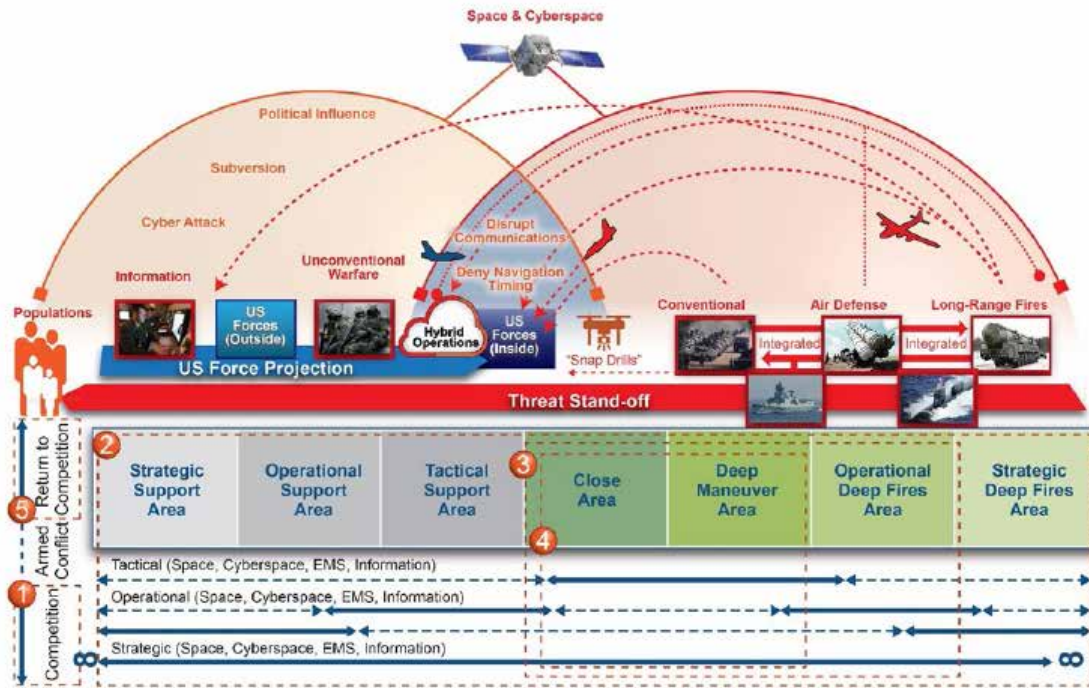 Space & Cyberspace
Political Influence
Subversion
Cyber Attack
Disrupt
Communications
Deny Navigation
Timing
Information
Unconventional
Warfare
Populations
US
Forces
(Outside)
Hybrid
Operations
US
Forces
(Inside)
"Snap Drills"
Conventional
Air Defense
Long-Range Fires
Integrated
Integrated
US Force Projection
Threat Stand-off
2
Strategic
Support
Area
Operational
Support
Area
Tactical
Support
Area
3
Close
Area
Deep
Maneuver
Area
Operational
Deep Fires
Area
Strategic
Deep Fires
Area
4
5
Return to
Competition
Armed
Conflict
1
Competition
Tactical (Space, Cyberspace, EMS, Information)
Operational (Space, Cyberspace, EMS, Information)
Strategic (Space, Cyberspace, EMS, Information)
∞
∞